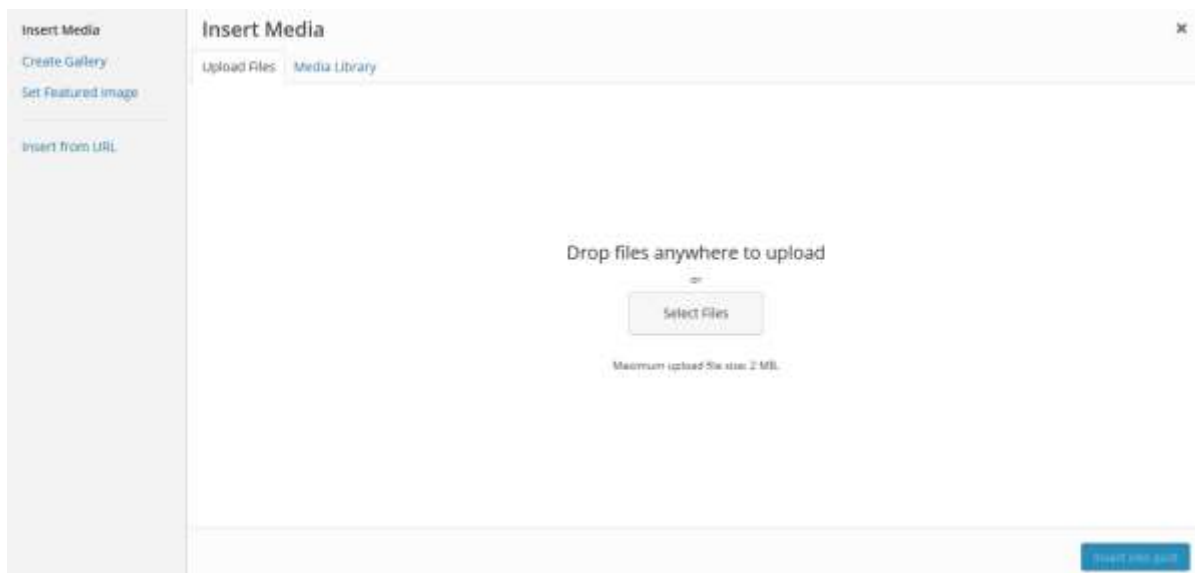 Insert Media
Create Gallery
Set Featured Image
Insert from URL
Insert Media
Upload Files
Media Library
Drop files anywhere to upload
or
Select Files
Maximum upload file size: 2 MB.
Insert into post